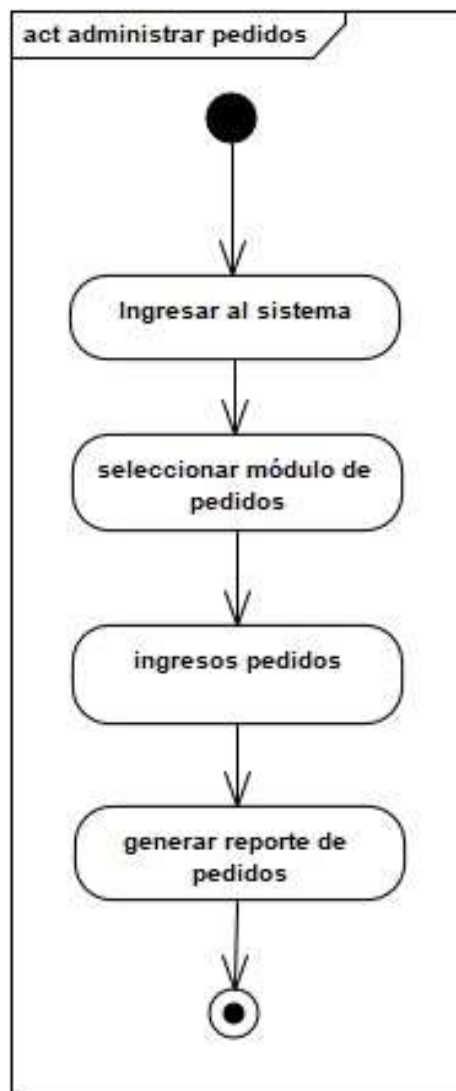 act administrar pedidos
Ingresar al sistema
seleccionar módulo de
pedidos
ingresos pedidos
generar reporte de
pedidos